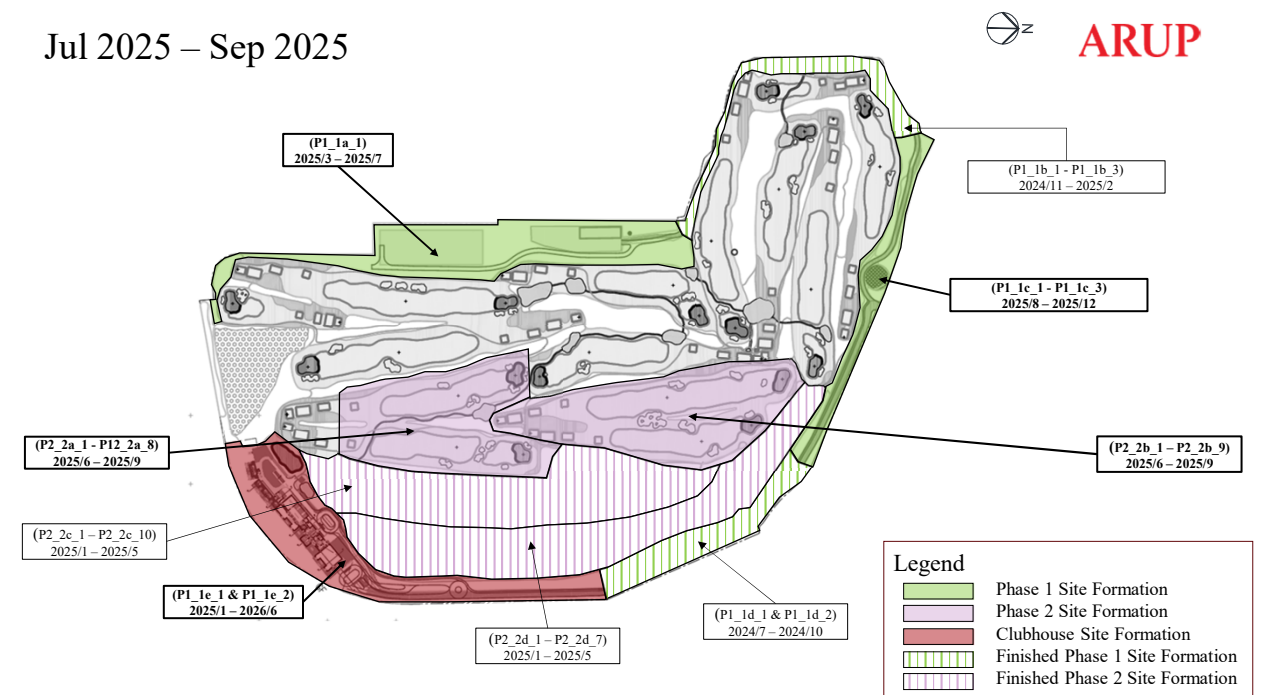 Jul 2025 – Sep 2025
N
ARUP
(P1_1a_1)
2025/3 – 2025/7
(P1_1b_1 - P1_1b_3)
2024/11 – 2025/2
(P1_1c_1 - P1_1c_3)
2025/8 – 2025/12
(P2_2a_1 - P12_2a_8)
2025/6 – 2025/9
(P2_2b_1 – P2_2b_9)
2025/6 – 2025/9
(P2_2c_1 – P2_2c_10)
2025/1 – 2025/5
(P1_1e_1 & P1_1e_2)
2025/1 – 2026/6
(P2_2d_1 – P2_2d_7)
2025/1 – 2025/5
(P1_1d_1 & P1_1d_2)
2024/7 – 2024/10
Legend
Phase 1 Site Formation
Phase 2 Site Formation
Clubhouse Site Formation
Finished Phase 1 Site Formation
Finished Phase 2 Site Formation